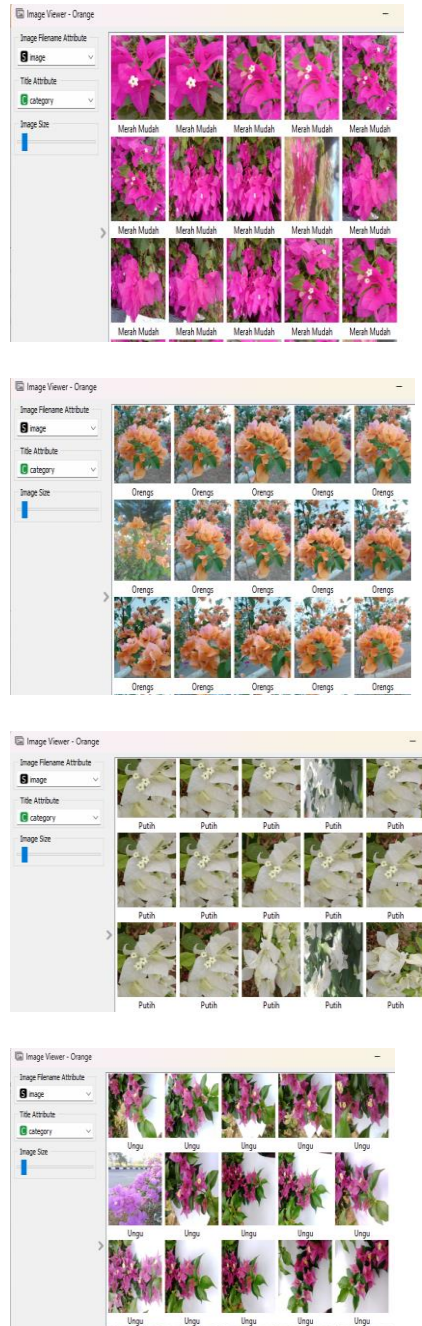 Image Viewer - Orange
Image Filename Attribute
S image
Title Attribute
C category
Image Size
Merah Mudah Merah Mudah Merah Mudah Merah Mudah Merah Mudah
Merah Mudah Merah Mudah Merah Mudah Merah Mudah Merah Mudah
Merah Mudah Merah Mudah Merah Mudah Merah Mudah Merah Mudah
Image Viewer - Orange
Image Filename Attribute
S image
Title Attribute
C category
Image Size
Orengs Orengs Orengs Orengs Orengs
Orengs Orengs Orengs Orengs Orengs
Orengs Orengs Orengs Orengs Orengs
Image Viewer - Orange
Image Filename Attribute
S image
Title Attribute
C category
Image Size
Putih Putih Putih Putih Putih
Putih Putih Putih Putih Putih
Putih Putih Putih Putih Putih
Image Viewer - Orange
Image Filename Attribute
S image
Title Attribute
C category
Image Size
Ungu Ungu Ungu Ungu Ungu
Ungu Ungu Ungu Ungu Ungu
Ungu Ungu Ungu Ungu Ungu